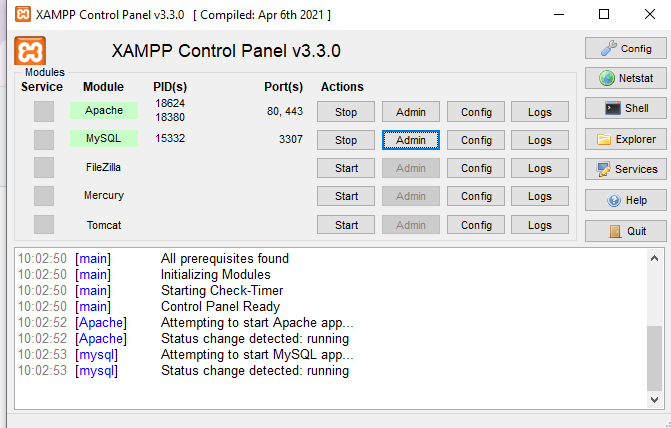 XAMPP Control Panel v3.3.0 [ Compiled: Apr 6th 2021 ]
XAMPP Control Panel v3.3.0
Config
Modules
Service Module PID(s) Port(s) Actions
Netstat
Apache 18624 18380 80, 443 Stop Admin Config Logs
Shell
MySQL 15332 3307 Stop Admin Config Logs
Explorer
FileZilla Start Admin Config Logs
Services
Mercury Start Admin Config Logs
Help
Tomcat Start Admin Config Logs
Quit
10:02:50 [main] All prerequisites found
10:02:50 [main] Initializing Modules
10:02:50 [main] Starting Check-Timer
10:02:50 [main] Control Panel Ready
10:02:52 [Apache] Attempting to start Apache app...
10:02:52 [Apache] Status change detected: running
10:02:53 [mysql] Attempting to start MySQL app...
10:02:53 [mysql] Status change detected: running